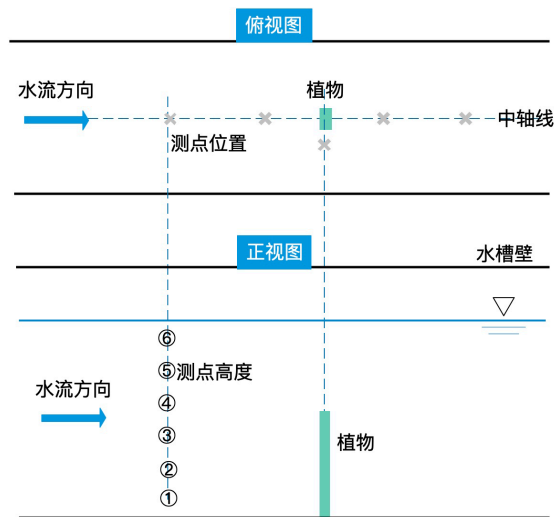 俯视图
水流方向
植物
中轴线
测点位置
正视图
水槽壁
⑥
⑤测点高度
水流方向
④
③
植物
②
①